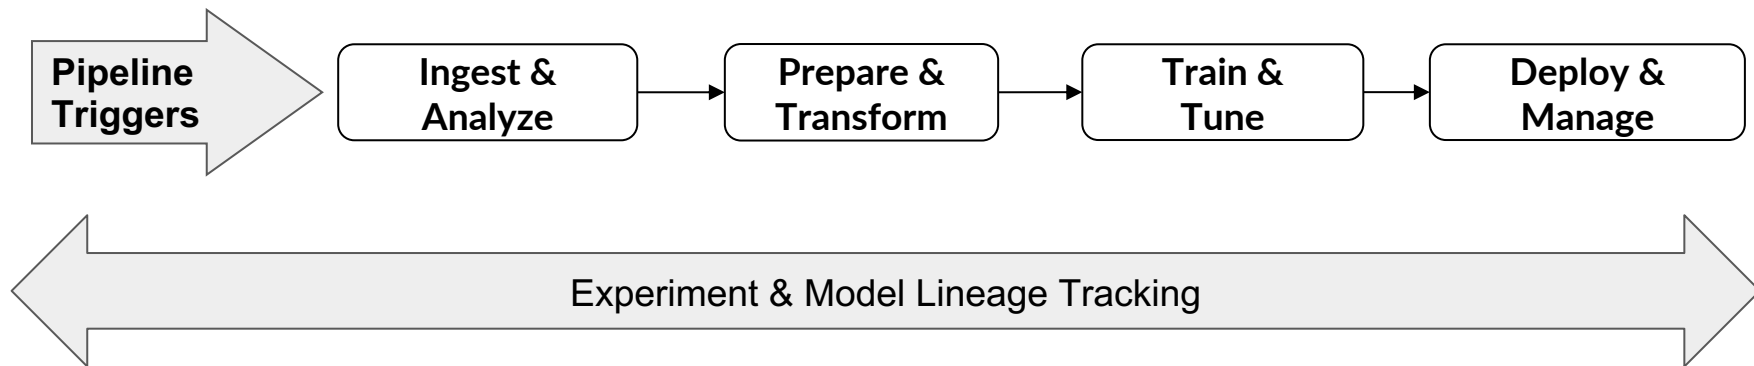 Pipeline
Triggers
Ingest &
Analyze
Prepare &
Transform
Train &
Tune
Deploy &
Manage
Experiment & Model Lineage Tracking